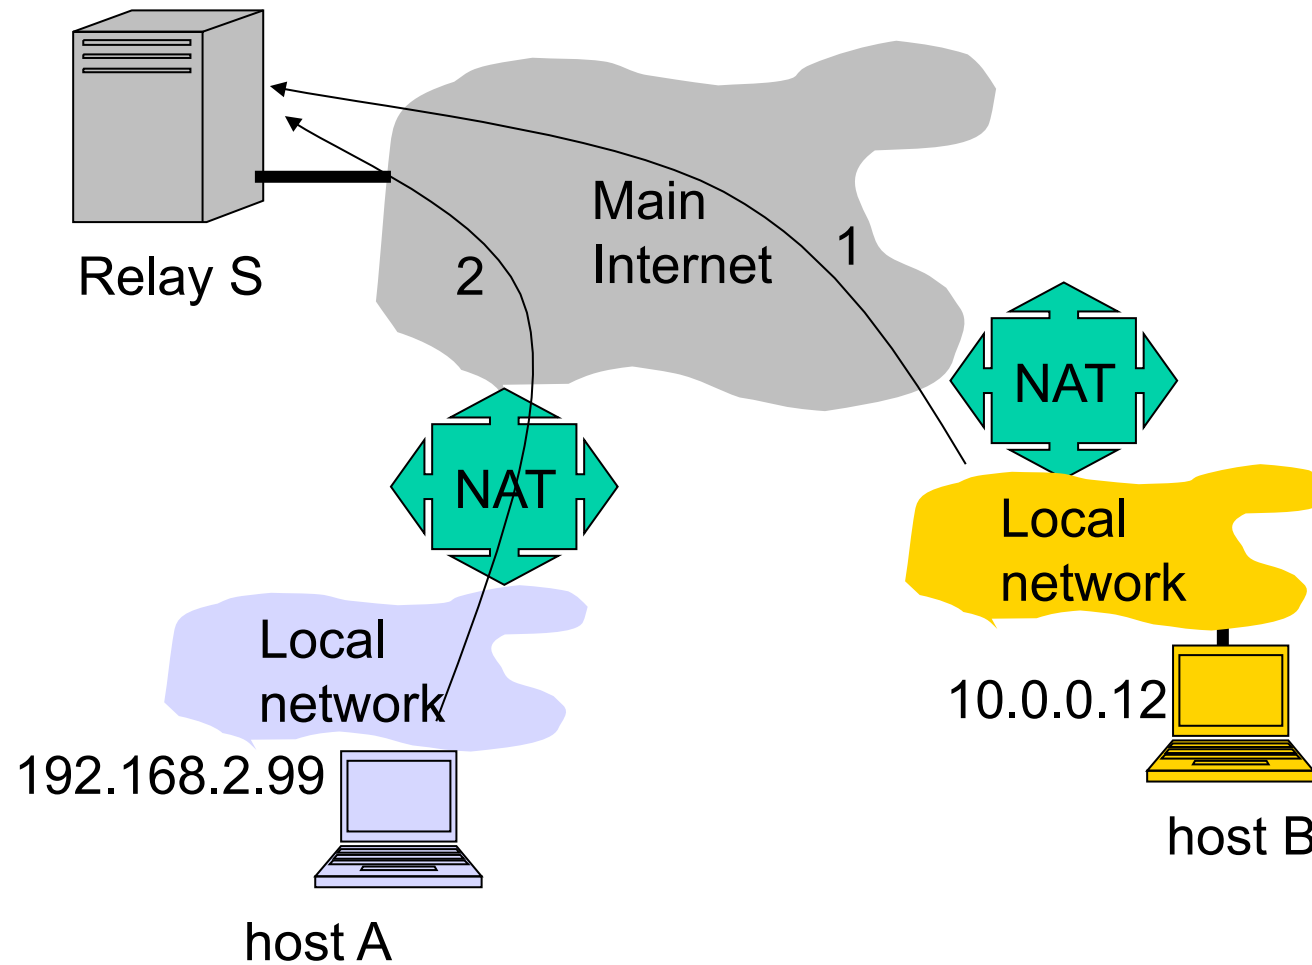 Relay S
Main
Internet
1
2
NAT
NAT
Local
network
Local
network
10.0.0.12
192.168.2.99
host B
host A